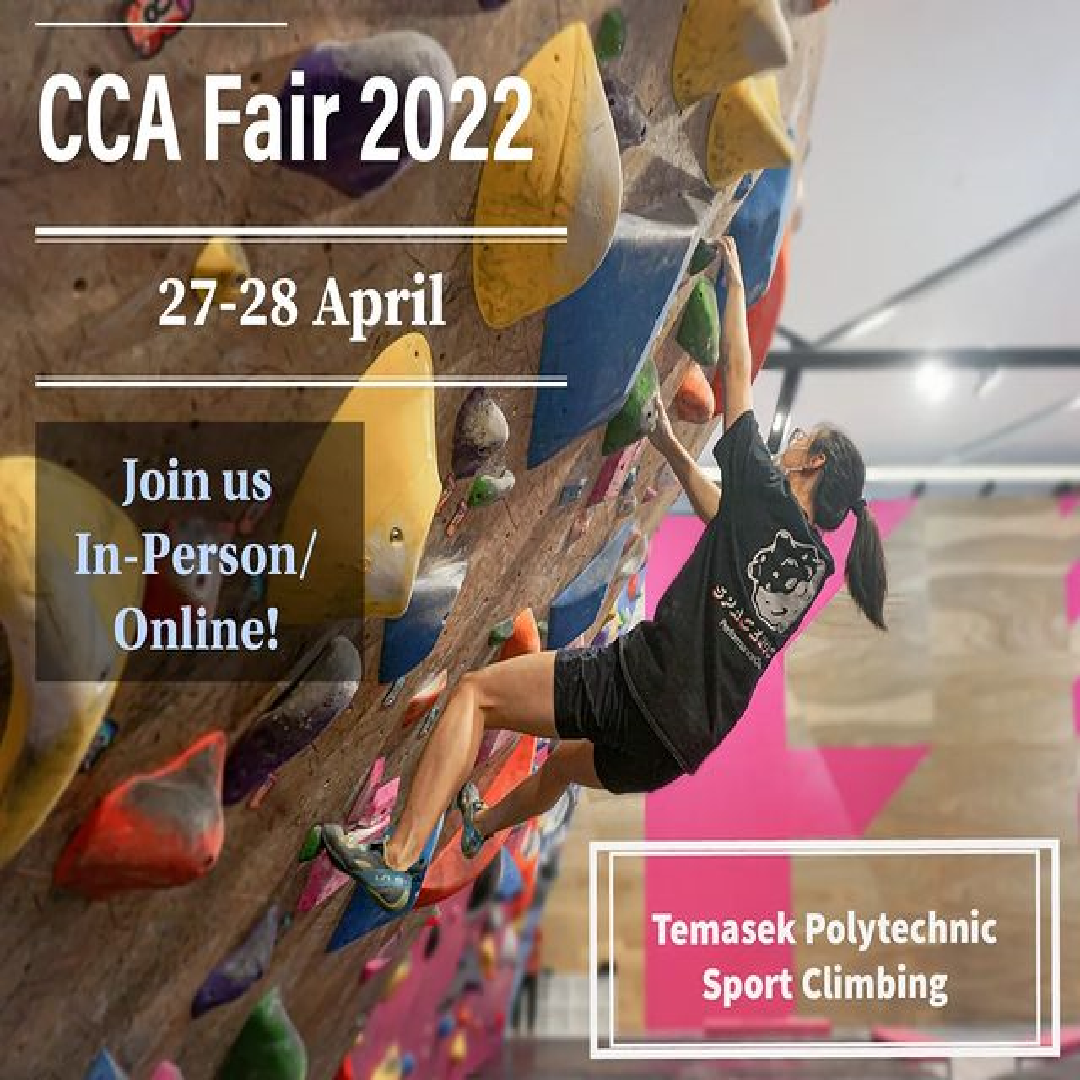 CCA Fair 2022
27-28 April
Join us
In-Person/
Online!
Temasek Polytechnic
Sport Climbing